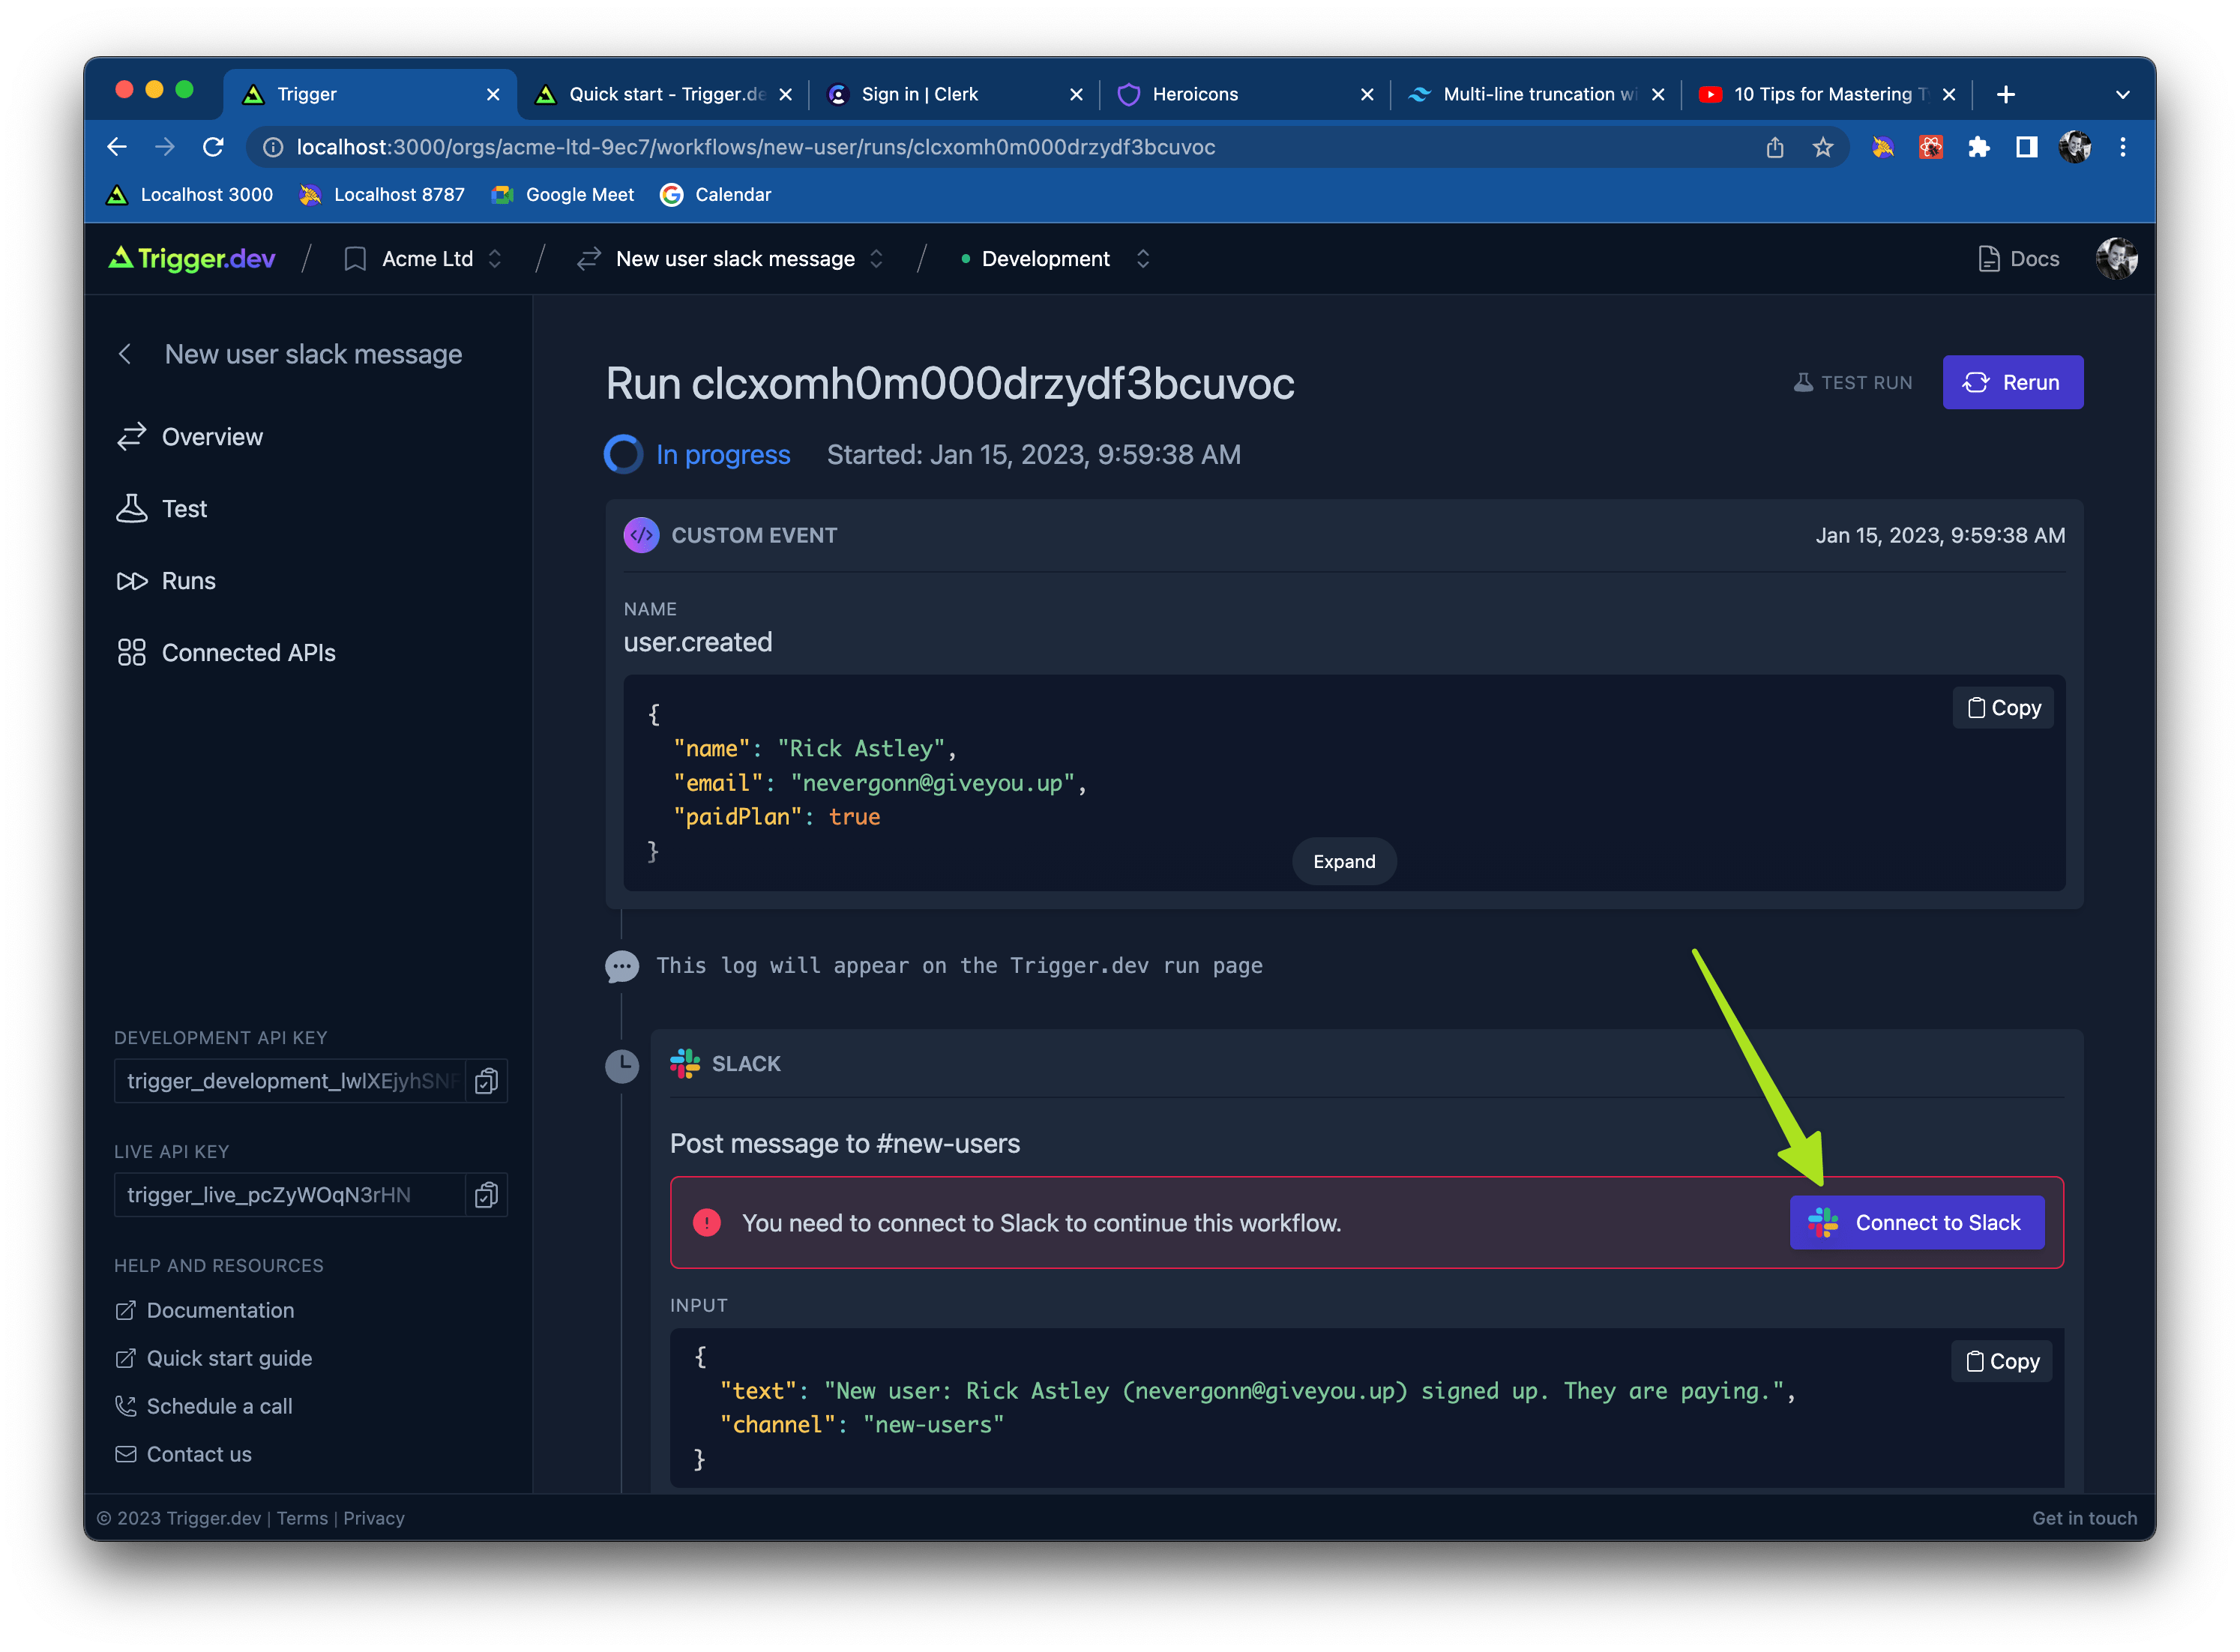 Trigger
Quick start - Trigger.de
Sign in | Clerk
Heroicons
Multi-line truncation wi
10 Tips for Mastering T
localhost:3000/orgs/acme-ltd-9ec7/workflows/new-user/runs/clcxomh0m000drzydf3bcuvoc
Localhost 3000
Localhost 8787
Google Meet
Calendar
Trigger.dev / Acme Ltd / New user slack message / Development
Docs
New user slack message
Overview
Test
Runs
Connected APIs
DEVELOPMENT API KEY
trigger_development_lwlXEjyhSNF
LIVE API KEY
trigger_live_pcZyWOqN3rHN
HELP AND RESOURCES
Documentation
Quick start guide
Schedule a call
Contact us
Run clcxomh0m000drzydf3bcuvoc
TEST RUN
Rerun
In progress
Started: Jan 15, 2023, 9:59:38 AM
CUSTOM EVENT
Jan 15, 2023, 9:59:38 AM
NAME
user.created
Copy
{
"name": "Rick Astley",
"email": "nevergonn@giveyou.up",
"paidPlan": true
}
Expand
This log will appear on the Trigger.dev run page
SLACK
Post message to #new-users
You need to connect to Slack to continue this workflow.
Connect to Slack
INPUT
Copy
{
"text": "New user: Rick Astley (nevergonn@giveyou.up) signed up. They are paying.",
"channel": "new-users"
}
© 2023 Trigger.dev | Terms | Privacy
Get in touch